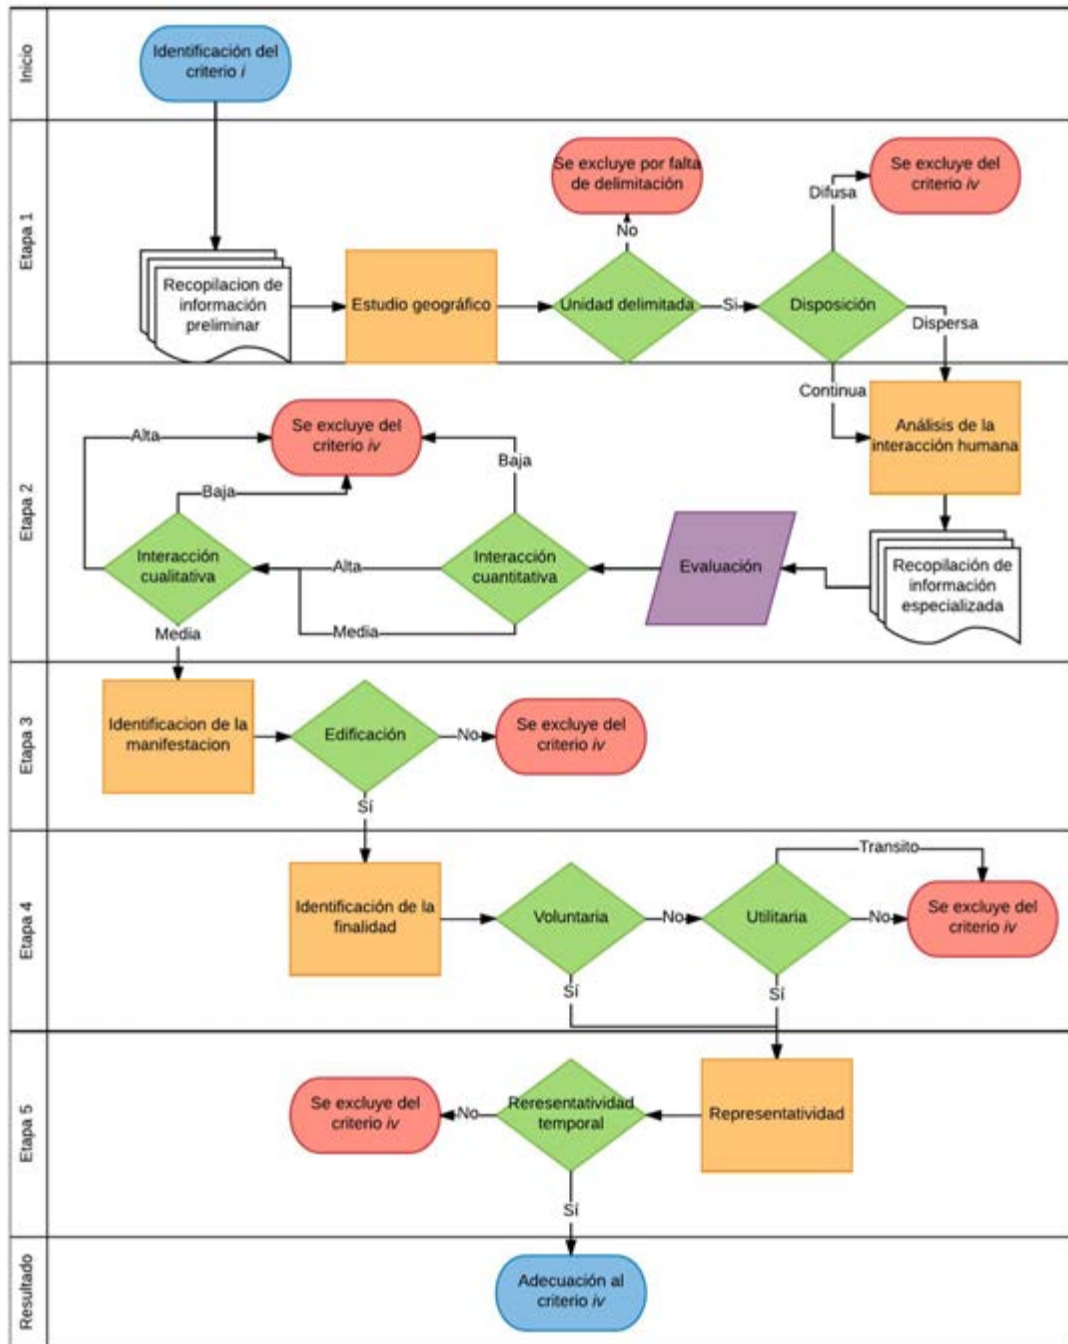 Inicio
Identificación del
criterio i
Etapa 1
Se excluye por falta
de delimitación
Se excluye del
criterio iv
Difusa
No
Recopilacion de
información
preliminar
Estudio geográfico
Unidad delimitada
Si
Disposición
Dispersa
Continua
Etapa 2
Análisis de la
interacción humana
Se excluye del
criterio iv
Alta
Baja
Baja
Interacción
cualitativa
Alta
Interacción
cuantitativa
Evaluación
Recopilación de
información
especializada
Media
Media
Etapa 3
Identificacion de la
manifestacion
Edificación
No
Se excluye del
criterio iv
Sí
Etapa 4
Transito
Identificación de la
finalidad
Voluntaria
No
Utilitaria
No
Se excluye del
criterio iv
Sí
Sí
Etapa 5
Se excluye del
criterio iv
No
Reresentatividad
temporal
Representatividad
Sí
Resultado
Adecuación al
criterio iv